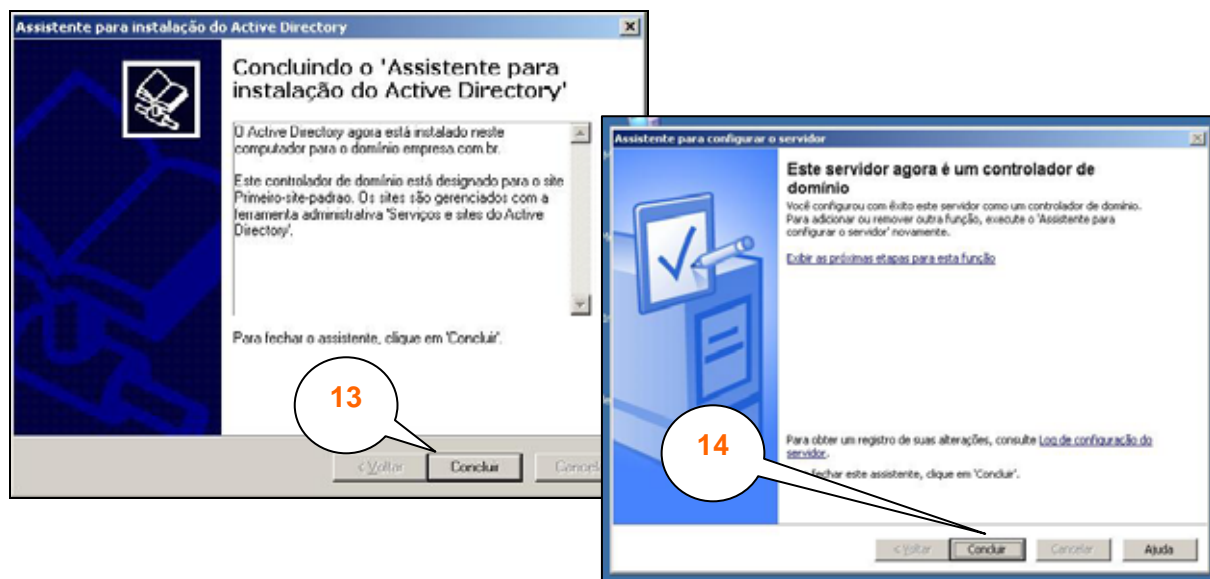 Assistente para instalação do Active Directory
Concluindo o 'Assistente para
instalação do Active Directory'
O Active Directory agora está instalado neste
computador para o domínio empresa.com.br.
Este controlador de domínio está designado para o site
Primeiro-site-padrao. Os sites são gerenciados com a
ferramenta administrativa 'Serviços e sites do Active
Directory'.
Para fechar o assistente, clique em 'Concluir'.
13
< Voltar
Concluir
Assistente para configurar o servidor
Este servidor agora é um controlador de
domínio
Você configurou com êxito este servidor como um controlador de domínio.
Para adicionar ou remover outra função, execute o 'Assistente para
configurar o servidor' novamente.
Exibir as próximas etapas para esta função
14
Para obter um registro de suas alterações, consulte Log de configuração do
servidor.
fechar este assistente, clique em 'Concluir'.
< Voltar
Concluir
Cancelar
Ajuda